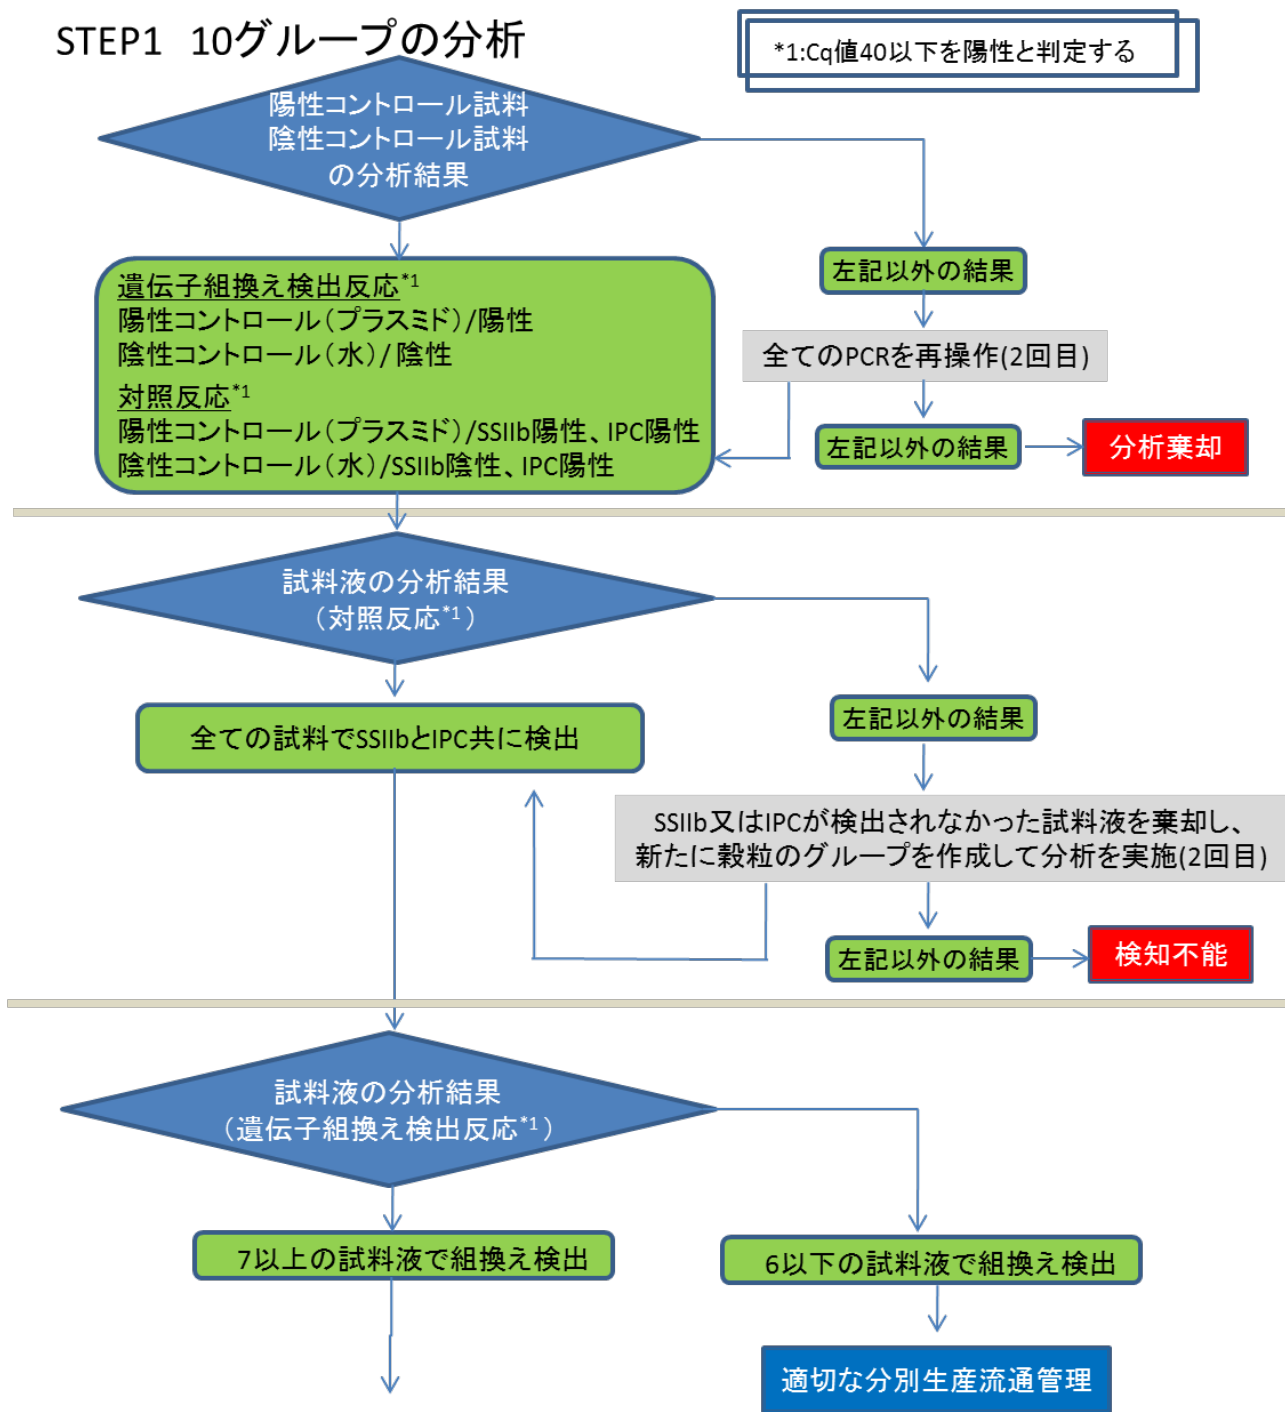 STEP1 10グループの分析
*1:Cq値40以下を陽性と判定する
陽性コントロール試料
陰性コントロール試料
の分析結果
遺伝子組換え検出反応*1
陽性コントロール(プラスミド)/陽性
陰性コントロール(水)/陰性
対照反応*1
陽性コントロール(プラスミド)/SSIIb陽性、IPC陽性
陰性コントロール(水)/SSIIb陰性、IPC陽性
左記以外の結果
全てのPCRを再操作(2回目)
左記以外の結果
分析棄却
試料液の分析結果
(対照反応*1)
全ての試料でSSIIbとIPC共に検出
左記以外の結果
SSIIb又はIPCが検出されなかった試料液を棄却し、
新たに穀粒のグループを作成して分析を実施(2回目)
左記以外の結果
検知不能
試料液の分析結果
(遺伝子組換え検出反応*1)
7以上の試料液で組換え検出
6以下の試料液で組換え検出
適切な分別生産流通管理